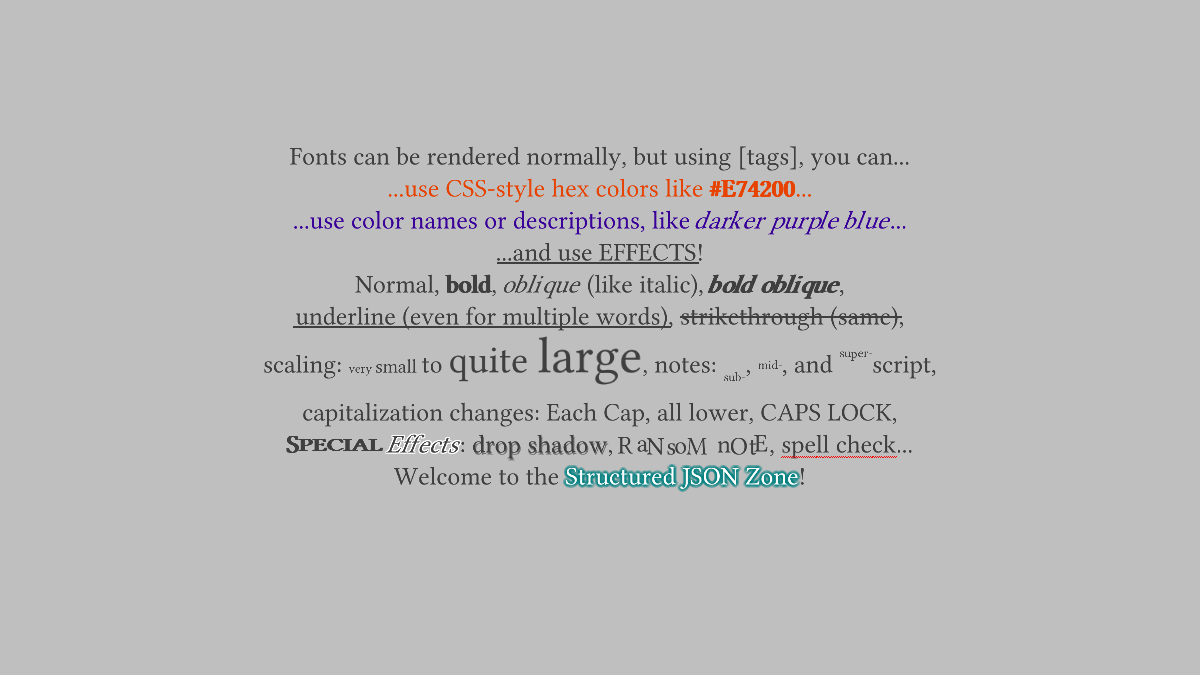 Fonts can be rendered normally, but using [tags], you can...
...use CSS-style hex colors like #E74200...
...use color names or descriptions, like darker purple blue...
...and use EFFECTS!
Normal, bold, oblique (like italic), bold oblique,
underline (even for multiple words), strikethrough (same),
scaling: very small to quite large, notes: sub-, mid-, and super-script,
capitalization changes: Each Cap, all lower, CAPS LOCK,
SPECIAL Effects: drop shadow, RaNsoM nOtE, spell check...
Welcome to the Structured JSON Zone!